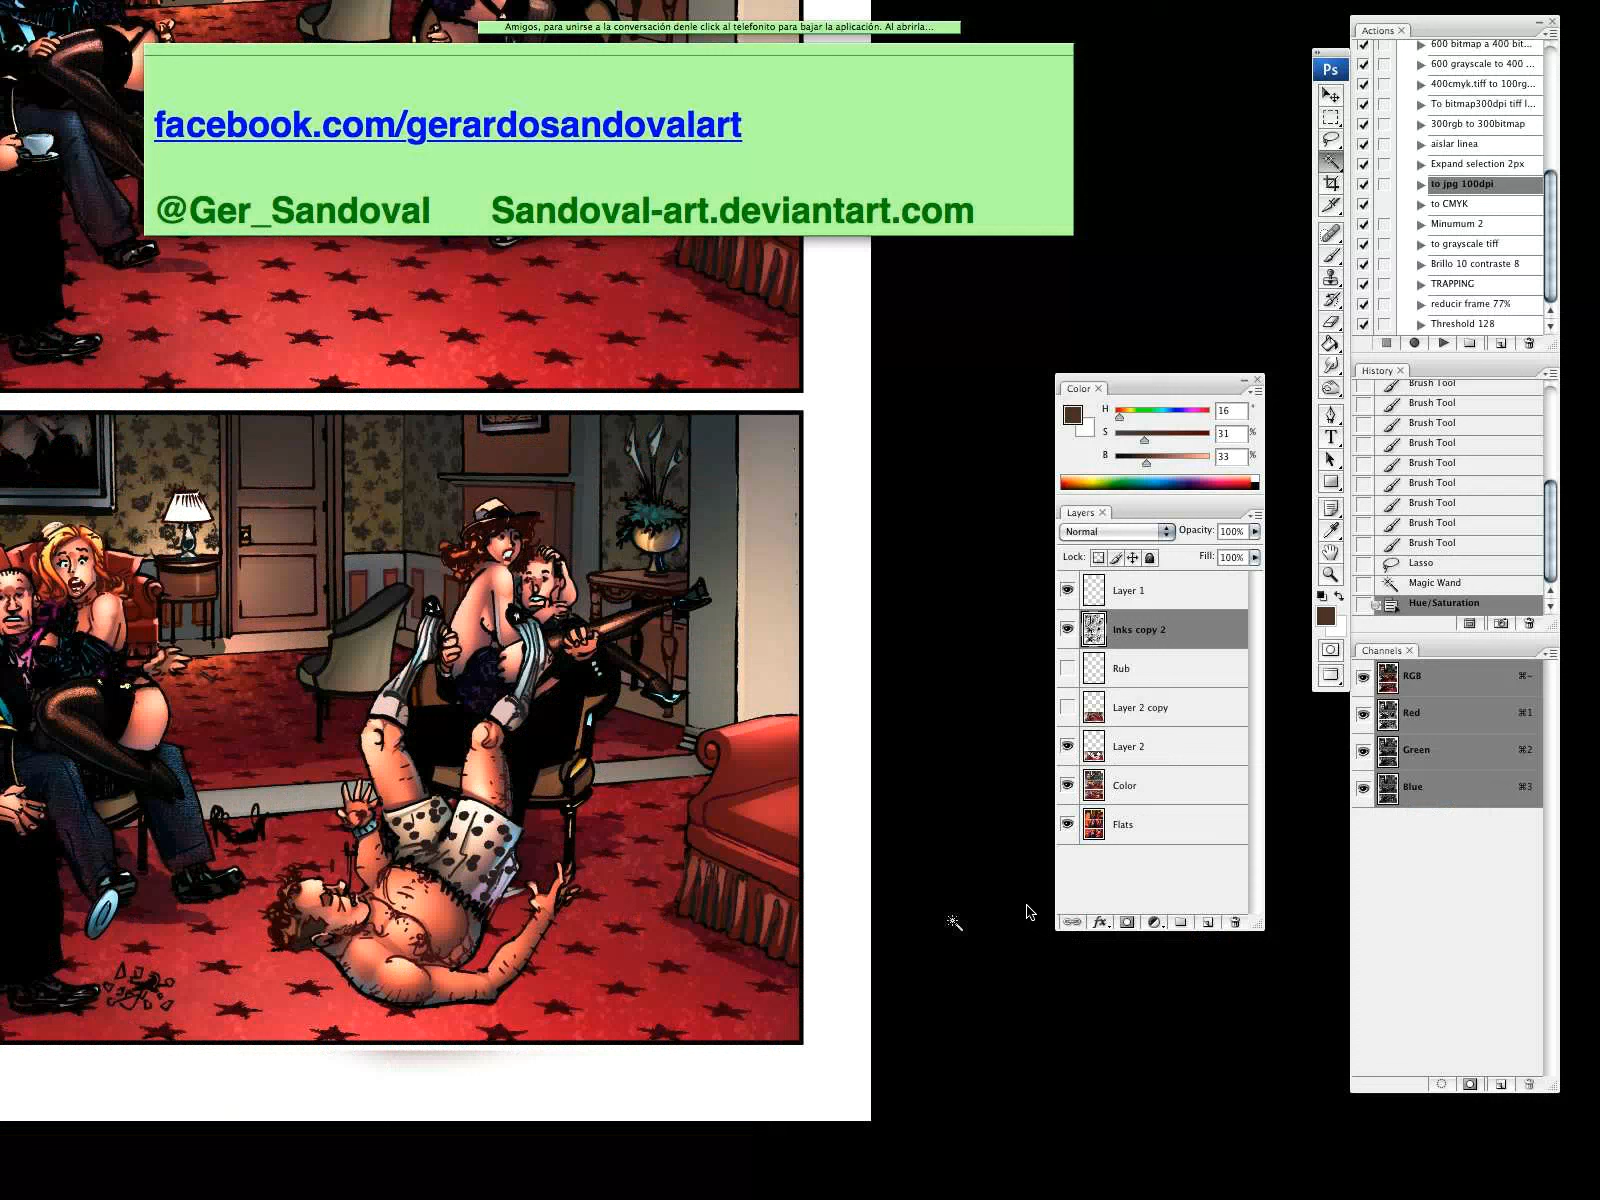 Amigos, para unirse a la conversación denle click al telefonito para bajar la aplicación. Al abrirla...
facebook.com/gerardosandovalart
@Ger_Sandoval Sandoval-art.deviantart.com
Actions
600 bitmap a 400 bit...
600 grayscale to 400 ...
400cmyk.tiff to 100rg...
To bitmap300dpi tiff l...
300rgb to 300bitmap
aislar linea
Expand selection 2px
to jpg 100dpi
to CMYK
Minumum 2
to grayscale tiff
Brillo 10 contraste 8
TRAPPING
reducir frame 77%
Threshold 128
Ps
T
History
Brush Tool
Brush Tool
Brush Tool
Brush Tool
Brush Tool
Brush Tool
Brush Tool
Brush Tool
Brush Tool
Lasso
Magic Wand
Hue/Saturation
Color
H 16 °
S 31 %
B 33 %
Layers
Normal Opacity: 100%
Lock: Fill: 100%
Layer 1
Inks copy 2
Rub
Layer 2 copy
Layer 2
Color
Flats
fx
Channels
RGB ⌘~
Red ⌘1
Green ⌘2
Blue ⌘3